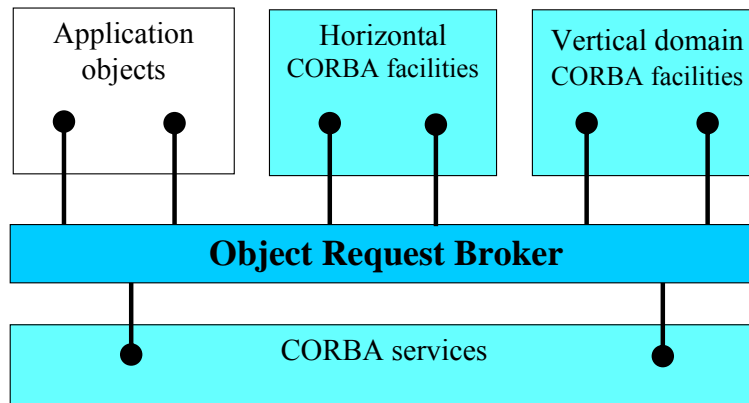 Application
objects
Horizontal
CORBA facilities
Vertical domain
CORBA facilities
Object Request Broker
CORBA services